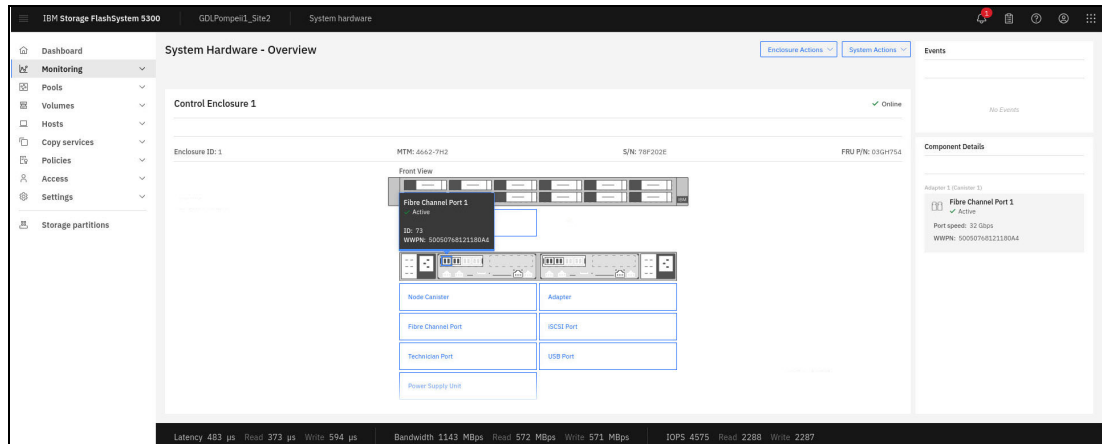 IBM Storage FlashSystem 5300 GDLPompeii1_Site2 System hardware
1
Dashboard
Monitoring
Pools
Volumes
Hosts
Copy services
Policies
Access
Settings
Storage partitions
System Hardware - Overview
Enclosure Actions
System Actions
Control Enclosure 1
Online
Enclosure ID: 1 MTM: 4662-7H2 S/N: 78F202E FRU P/N: 03GH754
Front View
IBM
Fibre Channel Port 1
Active
ID: 73
WWPN: 50050768121180A4
Node Canister Adapter
Fibre Channel Port iSCSI Port
Technician Port USB Port
Power Supply Unit
Events
No Events
Component Details
Adapter 1 (Canister 1)
Fibre Channel Port 1
Active
Port speed: 32 Gbps
WWPN: 50050768121180A4
Latency 483 µs Read 373 µs Write 594 µs Bandwidth 1143 MBps Read 572 MBps Write 571 MBps IOPS 4575 Read 2288 Write 2287